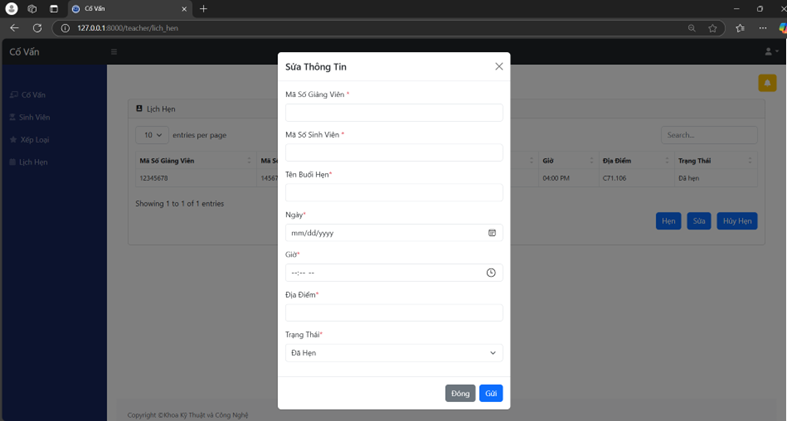 Cố Vấn
127.0.0.1:8000/teacher/lich_hen
Cố Vấn
Cố Vấn
Sinh Viên
Xếp Loại
Lịch Hẹn
Lịch Hẹn
10 entries per page
Search...
Mã Số Giảng Viên Mã Số Giờ Địa Điểm Trạng Thái
12345678 04:00 PM C71.106 Đã hẹn
Showing 1 to 1 of 1 entries
Hẹn Sửa Hủy Hẹn
Sửa Thông Tin
Mã Số Giảng Viên *
Mã Số Sinh Viên *
Tên Buổi Hẹn*
Ngày*
mm/dd/yyyy
Giờ*
--:-- --
Địa Điểm*
Trạng Thái*
Đã Hẹn
Đóng Gửi
Copyright ©Khoa Kỹ Thuật và Công Nghệ